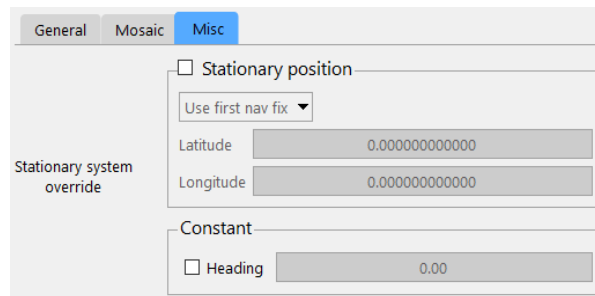 General Mosaic Misc
Stationary position
Use first nav fix
Latitude 0.000000000000
Longitude 0.000000000000
Stationary system
override
Constant
Heading 0.00